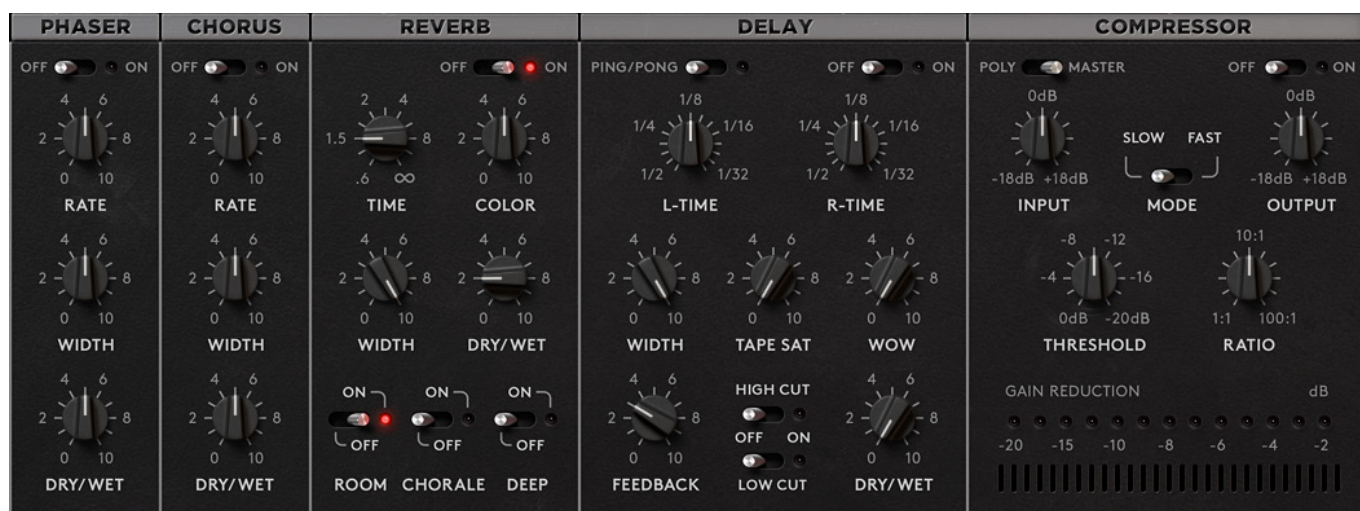 PHASER
OFF ON
4 6
2 8
0 10
RATE
4 6
2 8
0 10
WIDTH
4 6
2 8
0 10
DRY/WET
CHORUS
OFF ON
4 6
2 8
0 10
RATE
4 6
2 8
0 10
WIDTH
4 6
2 8
0 10
DRY/WET
REVERB
OFF ON
2 4
1.5 8
.6 ∞
TIME
4 6
2 8
0 10
COLOR
4 6
2 8
0 10
WIDTH
4 6
2 8
0 10
DRY/WET
ON ON ON
OFF OFF OFF
ROOM CHORALE DEEP
DELAY
PING/PONG
OFF ON
1/8
1/4 1/16
1/2 1/32
L-TIME
1/8
1/4 1/16
1/2 1/32
R-TIME
4 6
2 8
0 10
WIDTH
4 6
2 8
0 10
TAPE SAT
4 6
2 8
0 10
WOW
4 6
2 8
0 10
FEEDBACK
HIGH CUT
OFF ON
LOW CUT
4 6
2 8
0 10
DRY/WET
COMPRESSOR
POLY MASTER
OFF ON
0dB
-18dB +18dB
INPUT
SLOW FAST
MODE
0dB
-18dB +18dB
OUTPUT
-8 -12
-4 -16
0dB -20dB
THRESHOLD
10:1
1:1 100:1
RATIO
GAIN REDUCTION dB
-20 -15 -10 -8 -6 -4 -2